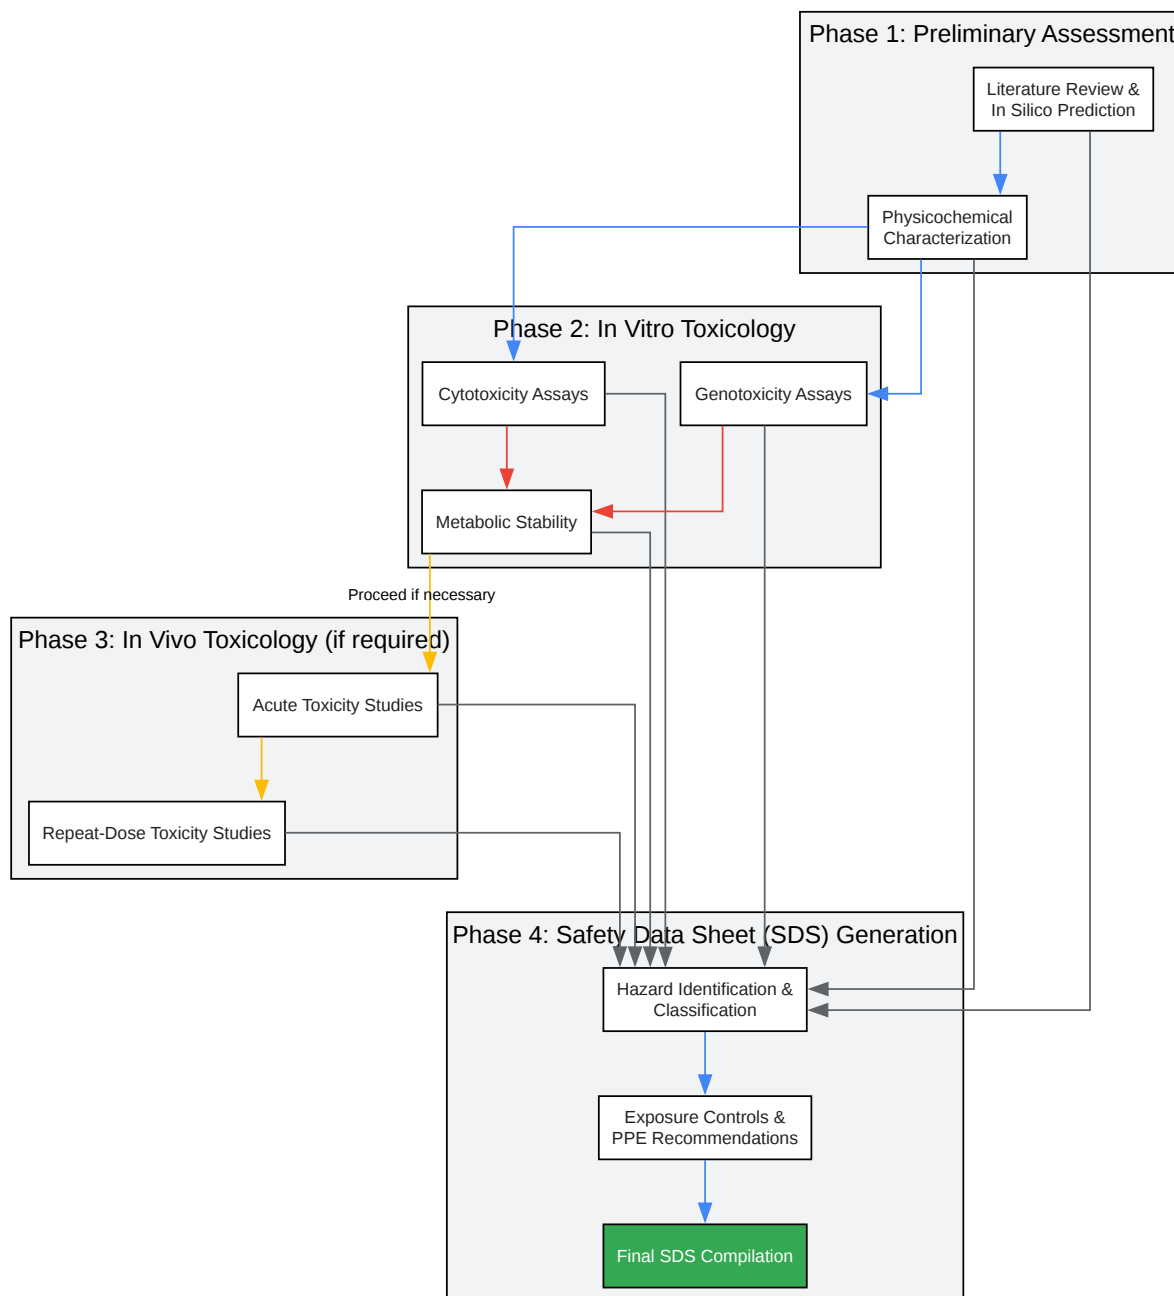 Phase 1: Preliminary Assessment
Literature Review &
In Silico Prediction
Physicochemical
Characterization
Phase 2: In Vitro Toxicology
Cytotoxicity Assays
Genotoxicity Assays
Metabolic Stability
Proceed if necessary
Phase 3: In Vivo Toxicology (if required)
Acute Toxicity Studies
Repeat-Dose Toxicity Studies
Phase 4: Safety Data Sheet (SDS) Generation
Hazard Identification &
Classification
Exposure Controls &
PPE Recommendations
Final SDS Compilation